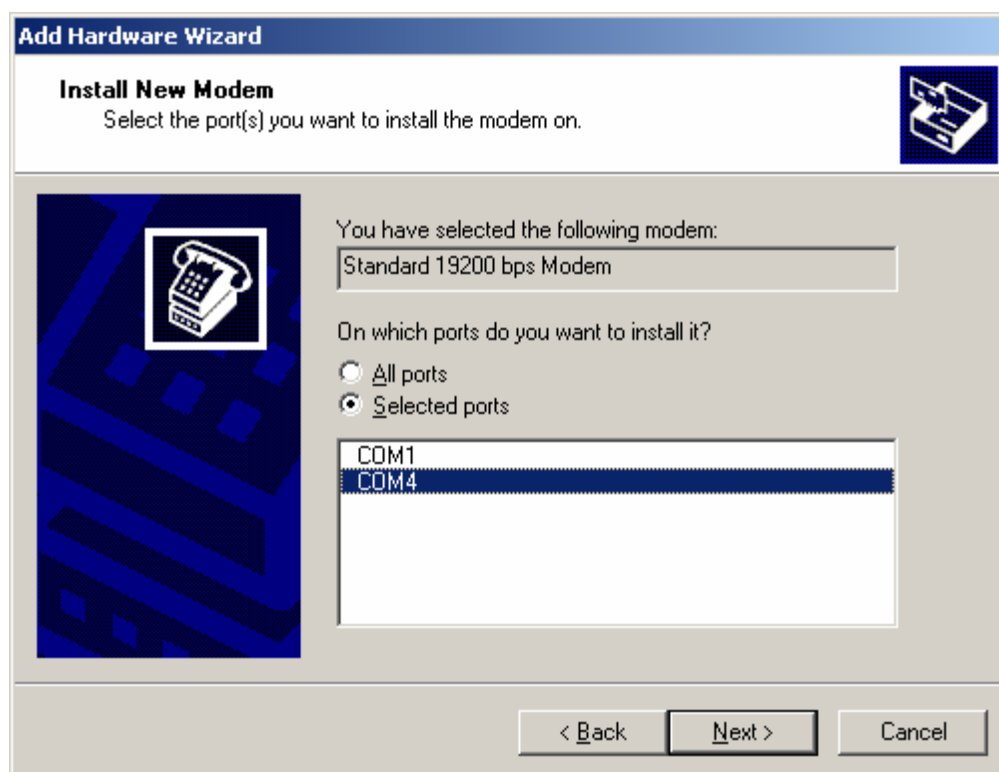 Add Hardware Wizard
Install New Modem
Select the port(s) you want to install the modem on.
You have selected the following modem:
Standard 19200 bps Modem
On which ports do you want to install it?
All ports
Selected ports
COM1
COM4
< Back Next > Cancel